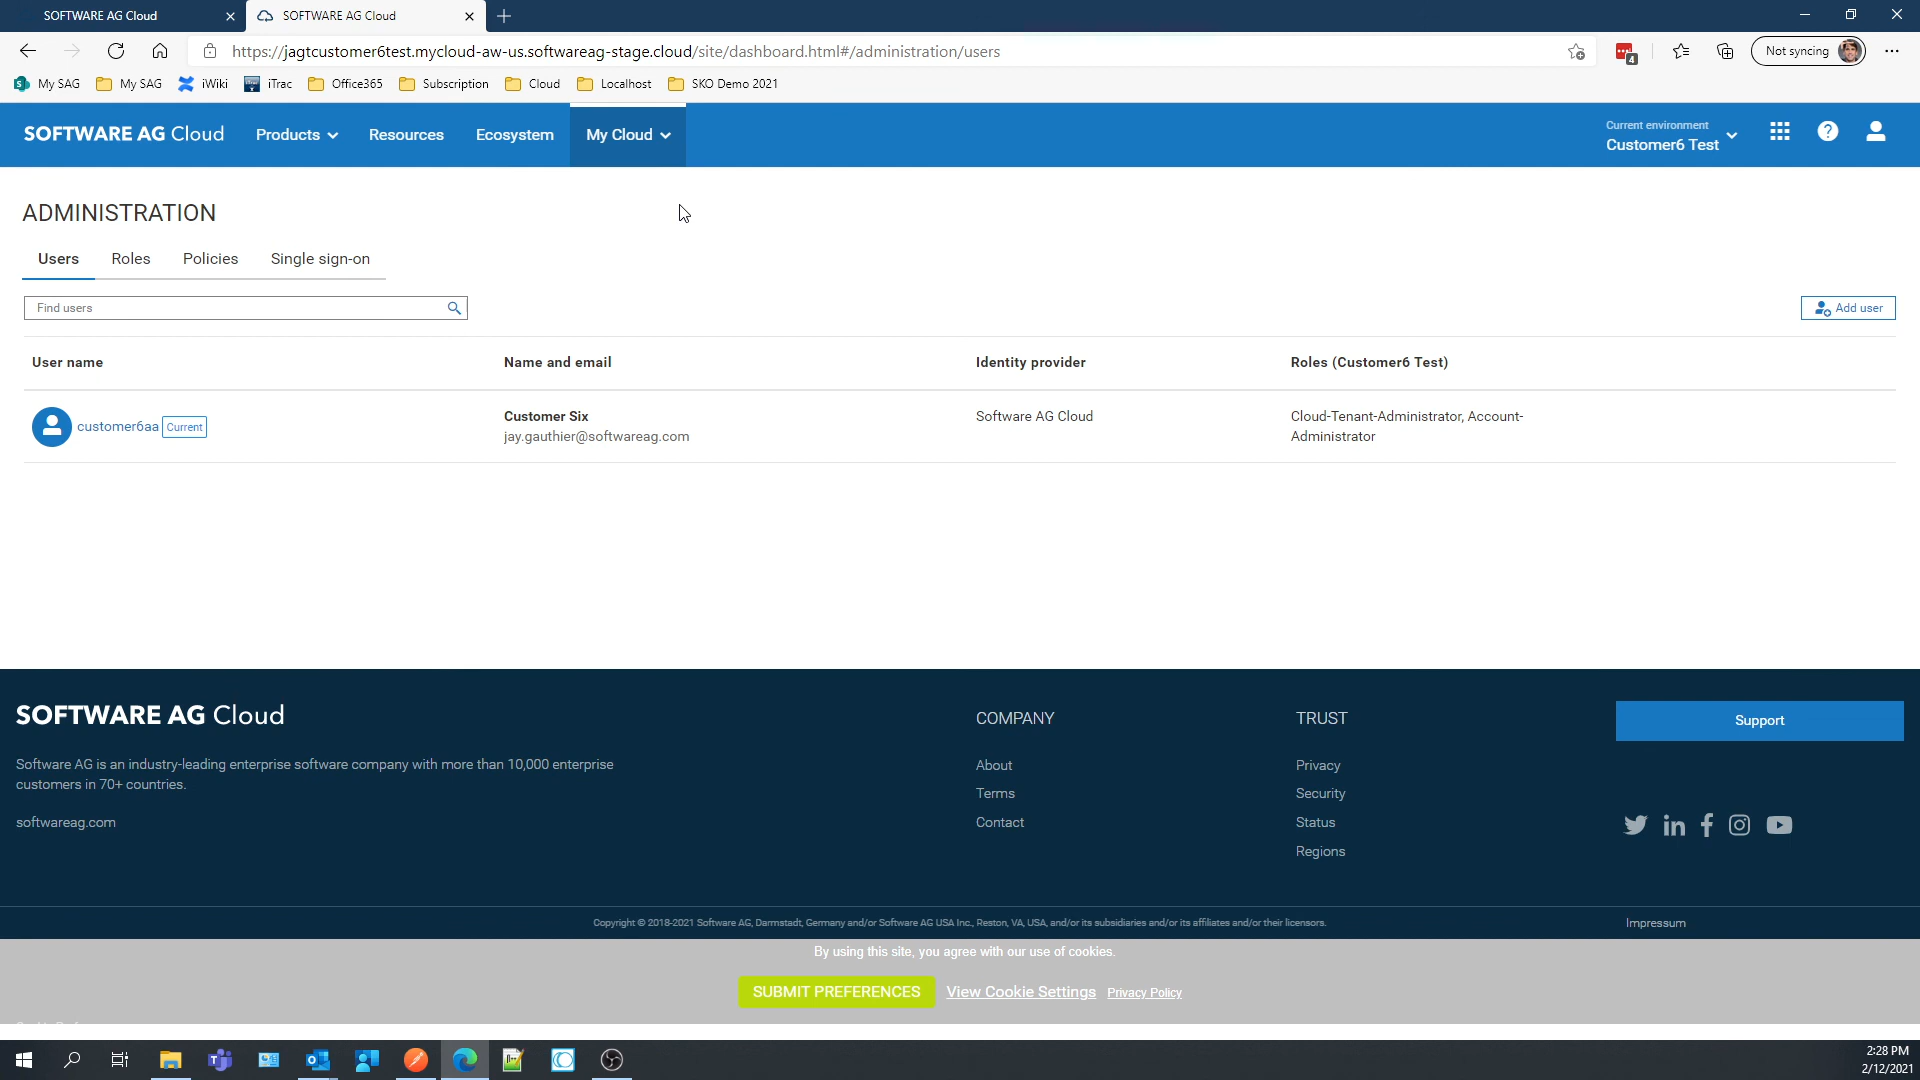 SOFTWARE AG Cloud
SOFTWARE AG Cloud
https://jagtcustomer6test.mycloud-aw-us.softwareag-stage.cloud/site/dashboard.html#/administration/users
4
Not syncing
My SAG
My SAG
iWiki
iTrac
Office365
Subscription
Cloud
Localhost
SKO Demo 2021
SOFTWARE AG Cloud
Products
Resources
Ecosystem
My Cloud
Current environment
Customer6 Test
ADMINISTRATION
Users
Roles
Policies
Single sign-on
Find users
Add user
User name
Name and email
Identity provider
Roles (Customer6 Test)
customer6aa Current
Customer Six
jay.gauthier@softwareag.com
Software AG Cloud
Cloud-Tenant-Administrator, Account-
Administrator
SOFTWARE AG Cloud
Software AG is an industry-leading enterprise software company with more than 10,000 enterprise
customers in 70+ countries.
softwareag.com
COMPANY
About
Terms
Contact
TRUST
Privacy
Security
Status
Regions
Support
Copyright © 2018-2021 Software AG, Darmstadt, Germany and/or Software AG USA Inc., Reston, VA, USA, and/or its subsidiaries and/or its affiliates and/or their licensors.
Impressum
By using this site, you agree with our use of cookies.
SUBMIT PREFERENCES
View Cookie Settings
Privacy Policy
2:28 PM
2/12/2021